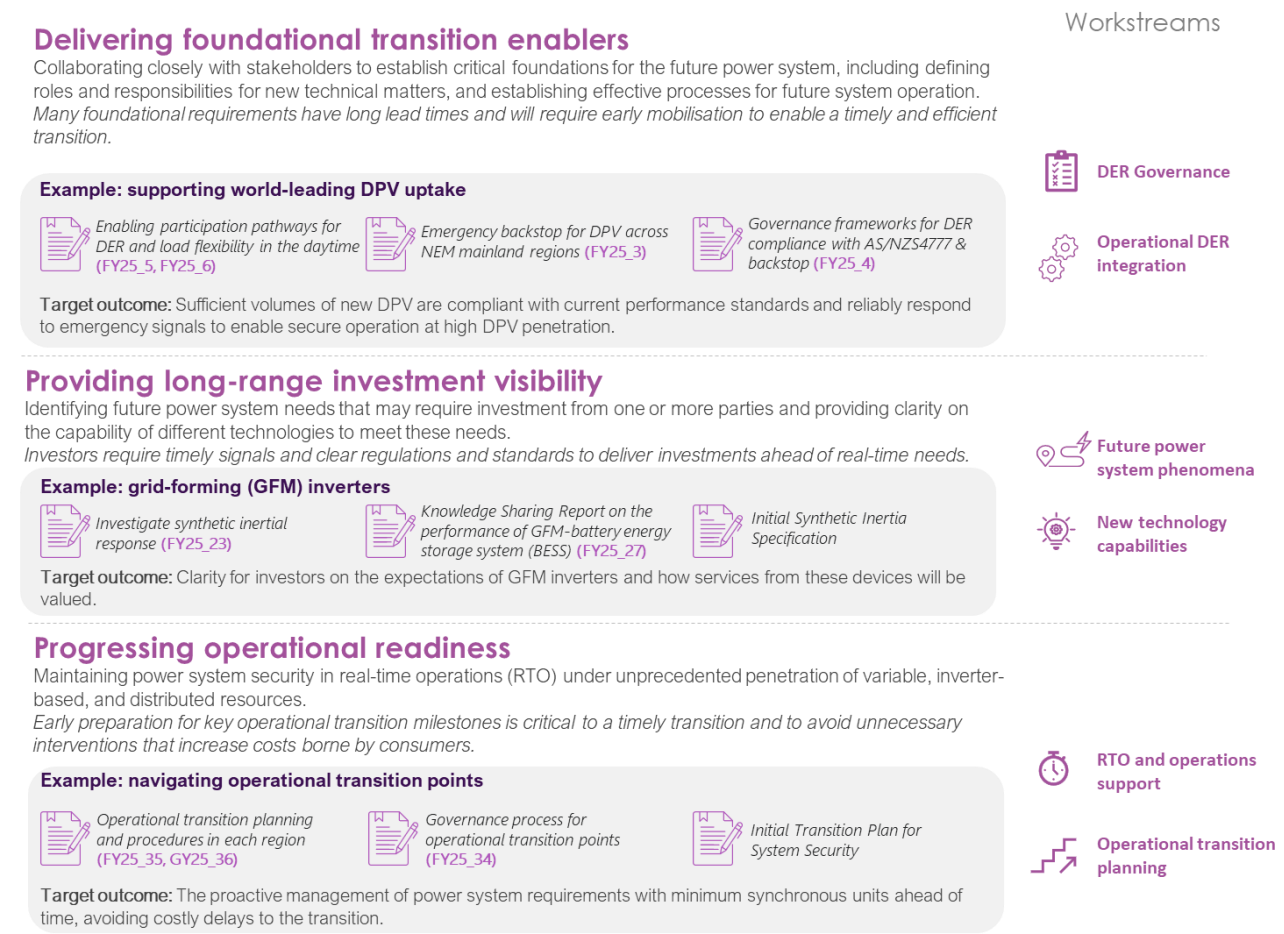 Workstreams
Delivering foundational transition enablers
Collaborating closely with stakeholders to establish critical foundations for the future power system, including defining
roles and responsibilities for new technical matters, and establishing effective processes for future system operation.
Many foundational requirements have long lead times and will require early mobilisation to enable a timely and efficient
transition.
Example: supporting world-leading DPV uptake
Enabling participation pathways for
DER and load flexibility in the daytime
(FY25_5, FY25_6)
Emergency backstop for DPV across
NEM mainland regions (FY25_3)
Governance frameworks for DER
compliance with AS/NZS4777 &
backstop (FY25_4)
Target outcome: Sufficient volumes of new DPV are compliant with current performance standards and reliably respond
to emergency signals to enable secure operation at high DPV penetration.
DER Governance
Operational DER
integration
Providing long-range investment visibility
Identifying future power system needs that may require investment from one or more parties and providing clarity on
the capability of different technologies to meet these needs.
Investors require timely signals and clear regulations and standards to deliver investments ahead of real-time needs.
Example: grid-forming (GFM) inverters
Investigate synthetic inertial
response (FY25_23)
Knowledge Sharing Report on the
performance of GFM-battery energy
storage system (BESS) (FY25_27)
Initial Synthetic Inertia
Specification
Target outcome: Clarity for investors on the expectations of GFM inverters and how services from these devices will be
valued.
Future power
system phenomena
New technology
capabilities
Progressing operational readiness
Maintaining power system security in real-time operations (RTO) under unprecedented penetration of variable, inverter-
based, and distributed resources.
Early preparation for key operational transition milestones is critical to a timely transition and to avoid unnecessary
interventions that increase costs borne by consumers.
Example: navigating operational transition points
Operational transition planning
and procedures in each region
(FY25_35, GY25_36)
Governance process for
operational transition points
(FY25_34)
Initial Transition Plan for
System Security
Target outcome: The proactive management of power system requirements with minimum synchronous units ahead of
time, avoiding costly delays to the transition.
RTO and operations
support
Operational transition
planning